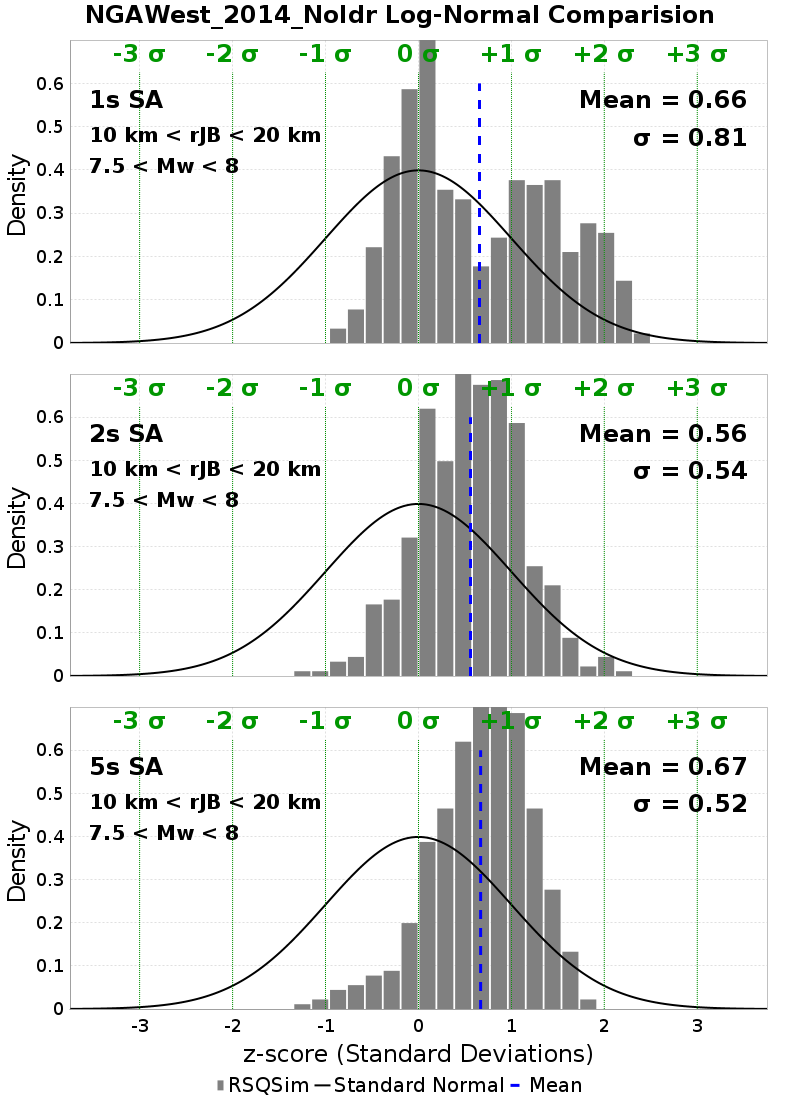 NGAWest_2014_NoIdr Log-Normal Comparision
-3 σ -2 σ -1 σ 0 σ +1 σ +2 σ +3 σ
0.6
1s SA Mean = 0.66
0.5
10 km < rJB < 20 km σ = 0.81
7.5 < Mw < 8
0.4
Density
0.3
0.2
0.1
0
-3 σ -2 σ -1 σ 0 σ +1 σ +2 σ +3 σ
0.6
2s SA Mean = 0.56
0.5
10 km < rJB < 20 km σ = 0.54
7.5 < Mw < 8
0.4
Density
0.3
0.2
0.1
0
-3 σ -2 σ -1 σ 0 σ +1 σ +2 σ +3 σ
0.6
5s SA Mean = 0.67
0.5
10 km < rJB < 20 km σ = 0.52
7.5 < Mw < 8
0.4
Density
0.3
0.2
0.1
0
-3 -2 -1 0 1 2 3
z-score (Standard Deviations)
RSQSim Standard Normal Mean